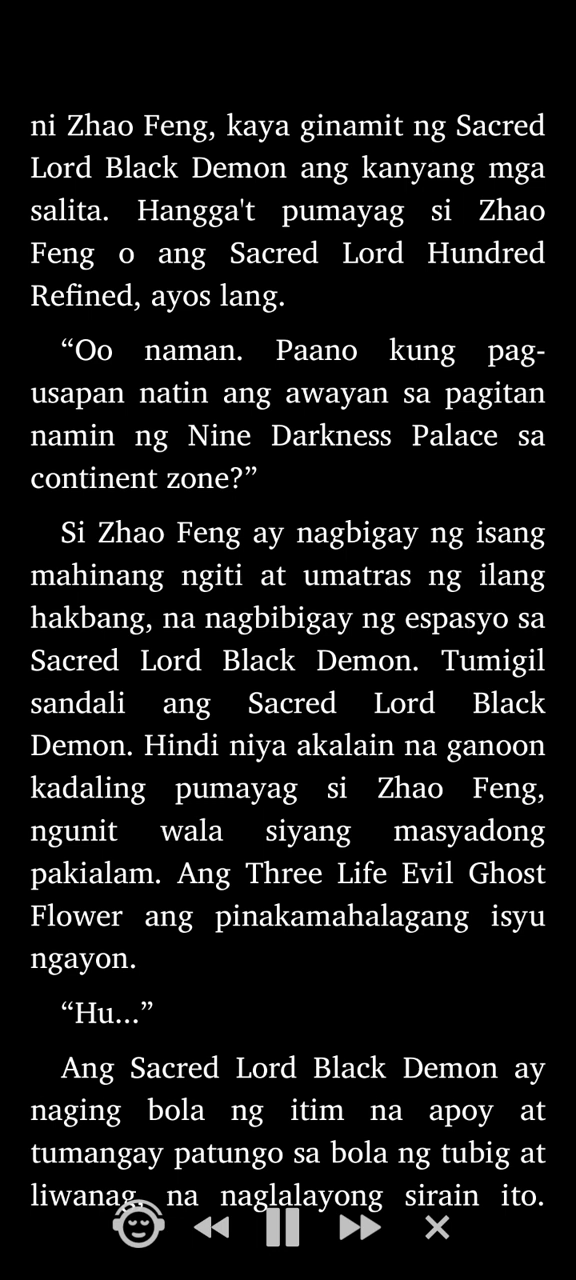 ni Zhao Feng, kaya ginamit ng Sacred
Lord Black Demon ang kanyang mga
salita. Hangga't pumayag si Zhao
Feng o ang Sacred Lord Hundred
Refined, ayos lang.
“Oo naman. Paano kung pag-
usapan natin ang awayan sa pagitan
namin ng Nine Darkness Palace sa
continent zone?”
Si Zhao Feng ay nagbigay ng isang
mahinang ngiti at umatras ng ilang
hakbang, na nagbibigay ng espasyo sa
Sacred Lord Black Demon. Tumigil
sandali ang Sacred Lord Black
Demon. Hindi niya akalain na ganoon
kadaling pumayag si Zhao Feng,
ngunit wala siyang masyadong
pakialam. Ang Three Life Evil Ghost
Flower ang pinakamahalagang isyu
ngayon.
“Hu...”
Ang Sacred Lord Black Demon ay
naging bola ng itim na apoy at
tumangay patungo sa bola ng tubig at
liwanag, na naglalayong sirain ito.